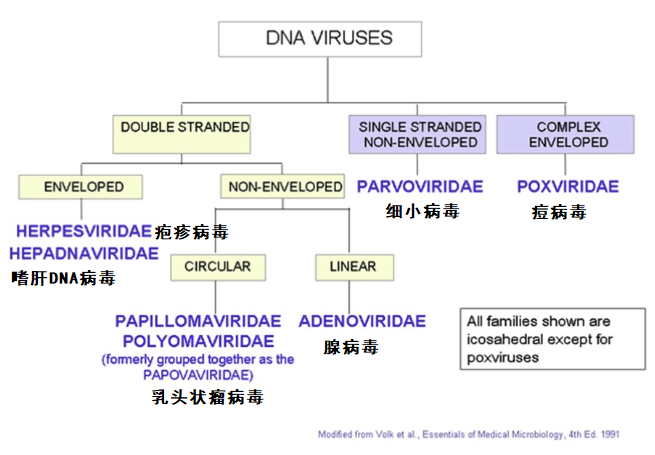 DNA VIRUSES
DOUBLE STRANDED
SINGLE STRANDED
NON-ENVELOPED
COMPLEX
ENVELOPED
ENVELOPED
NON-ENVELOPED
PARVOVIRIDAE
细小病毒
POXVIRIDAE
痘病毒
HERPESVIRIDAE 疱疹病毒
HEPADNAVIRIDAE
嗜肝DNA病毒
CIRCULAR
LINEAR
PAPILLOMAVIRIDAE
POLYOMAVIRIDAE
(formerly grouped together as the
PAPOVAVIRIDAE)
乳头状瘤病毒
ADENOVIRIDAE
腺病毒
All families shown are
icosahedral except for
poxviruses
Modified from Volk et al., Essentials of Medical Microbiology, 4th Ed. 1991